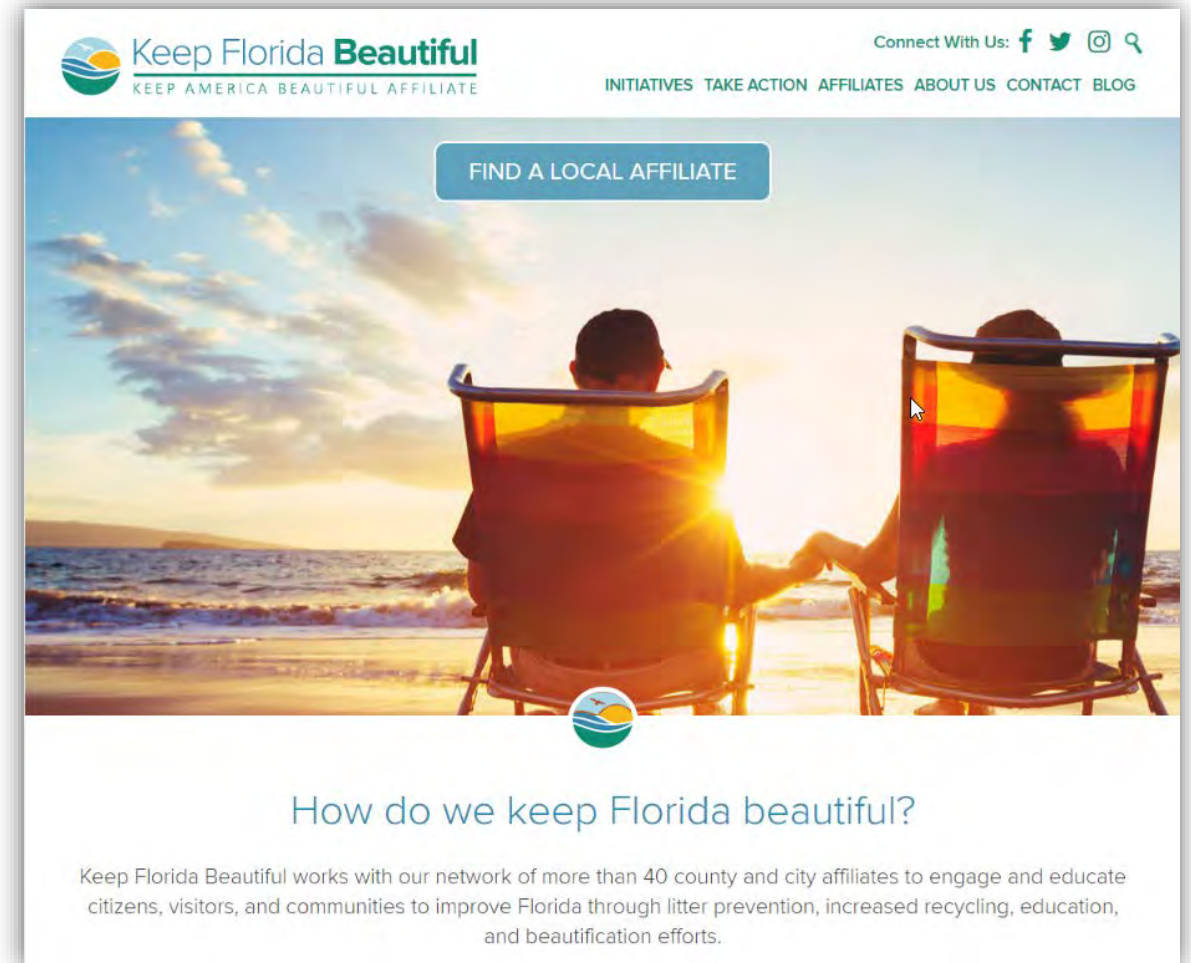 Keep Florida Beautiful
KEEP AMERICA BEAUTIFUL AFFILIATE
Connect With Us:
INITIATIVES TAKE ACTION AFFILIATES ABOUT US CONTACT BLOG
FIND A LOCAL AFFILIATE
How do we keep Florida beautiful?
Keep Florida Beautiful works with our network of more than 40 county and city affiliates to engage and educate
citizens, visitors, and communities to improve Florida through litter prevention, increased recycling, education,
and beautification efforts.